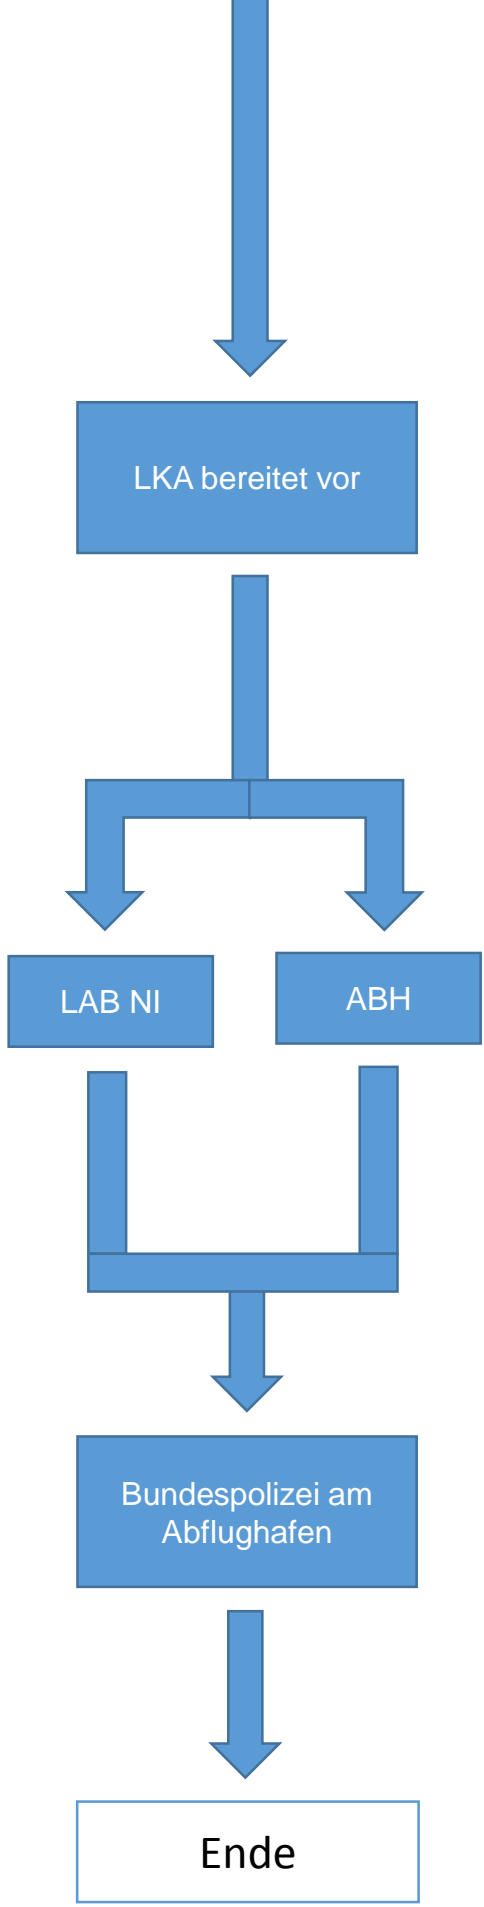 LKA bereitet vor
LAB NI
ABH
Bundespolizei am
Abflughafen
Ende